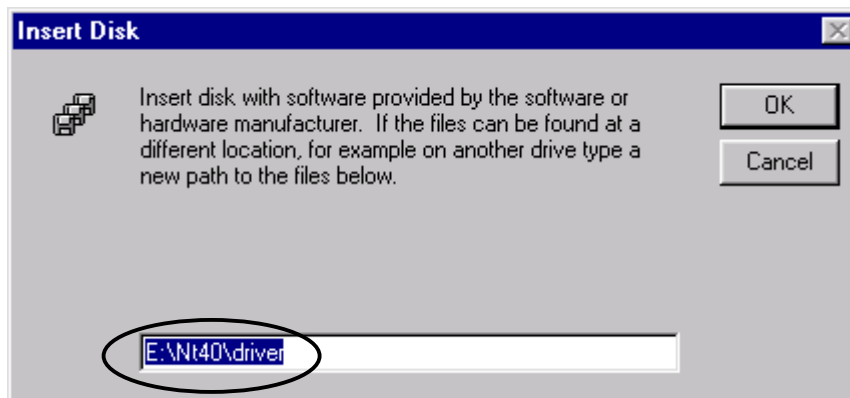 Insert Disk
Insert disk with software provided by the software or
hardware manufacturer.  If the files can be found at a
different location, for example on another drive type a
new path to the files below.
OK
Cancel
E:\Nt40\driver